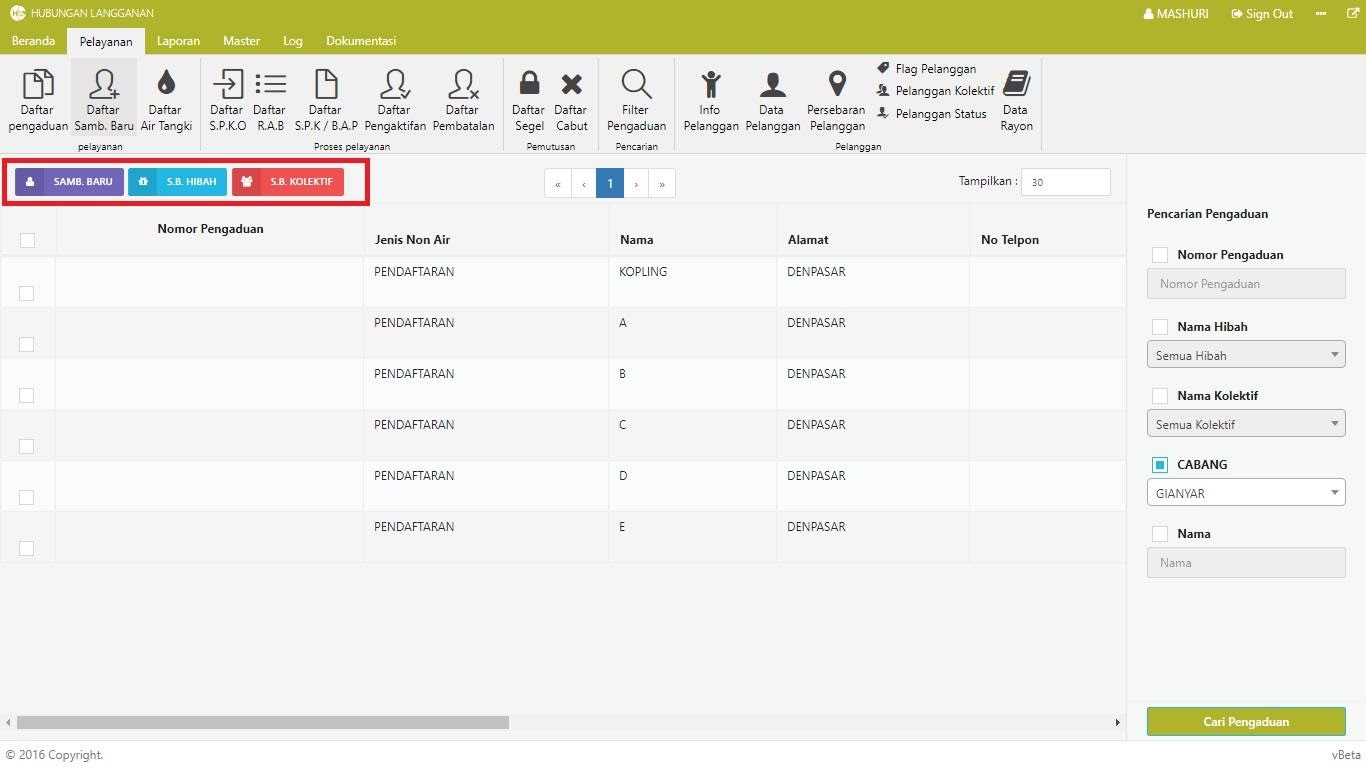 HUBUNGAN LANGGANAN
MASHURI
Sign Out
Beranda
Pelayanan
Laporan
Master
Log
Dokumentasi
Daftar
pengaduan
Daftar
Samb. Baru
Daftar
Air Tangki
pelayanan
Daftar
S.P.K.O
Daftar
R.A.B
Daftar
S.P.K / B.A.P
Daftar
Pengaktifan
Daftar
Pembatalan
Proses pelayanan
Daftar
Segel
Daftar
Cabut
Pemutusan
Filter
Pengaduan
Pencarian
Info
Pelanggan
Data
Pelanggan
Persebaran
Pelanggan
Flag Pelanggan
Pelanggan Kolektif
Pelanggan Status
Data
Rayon
Pelanggan
SAMB. BARU
S.B. HIBAH
S.B. KOLEKTIF
« ‹ 1 › »
Tampilkan : 30
Nomor Pengaduan
Jenis Non Air
Nama
Alamat
No Telpon
PENDAFTARAN KOPLING DENPASAR
PENDAFTARAN A DENPASAR
PENDAFTARAN B DENPASAR
PENDAFTARAN C DENPASAR
PENDAFTARAN D DENPASAR
PENDAFTARAN E DENPASAR
Pencarian Pengaduan
Nomor Pengaduan
Nomor Pengaduan
Nama Hibah
Semua Hibah
Nama Kolektif
Semua Kolektif
CABANG
GIANYAR
Nama
Nama
Cari Pengaduan
© 2016 Copyright.
vBeta